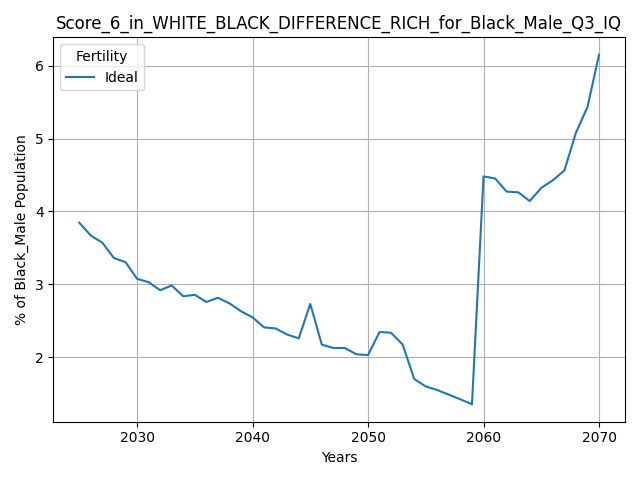 Score_6_in_WHITE_BLACK_DIFFERENCE_RICH_for_Black_Male_Q3_IQ
Fertility
Ideal
% of Black_Male Population
6
5
4
3
2
2030 2040 2050 2060 2070
Years